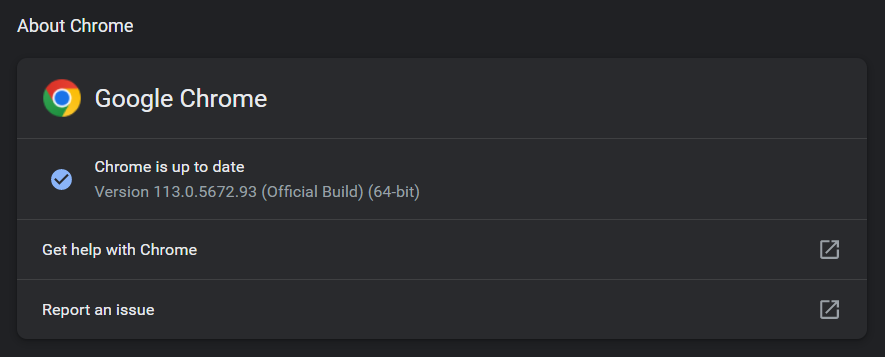 About Chrome
Google Chrome
Chrome is up to date
Version 113.0.5672.93 (Official Build) (64-bit)
Get help with Chrome
Report an issue